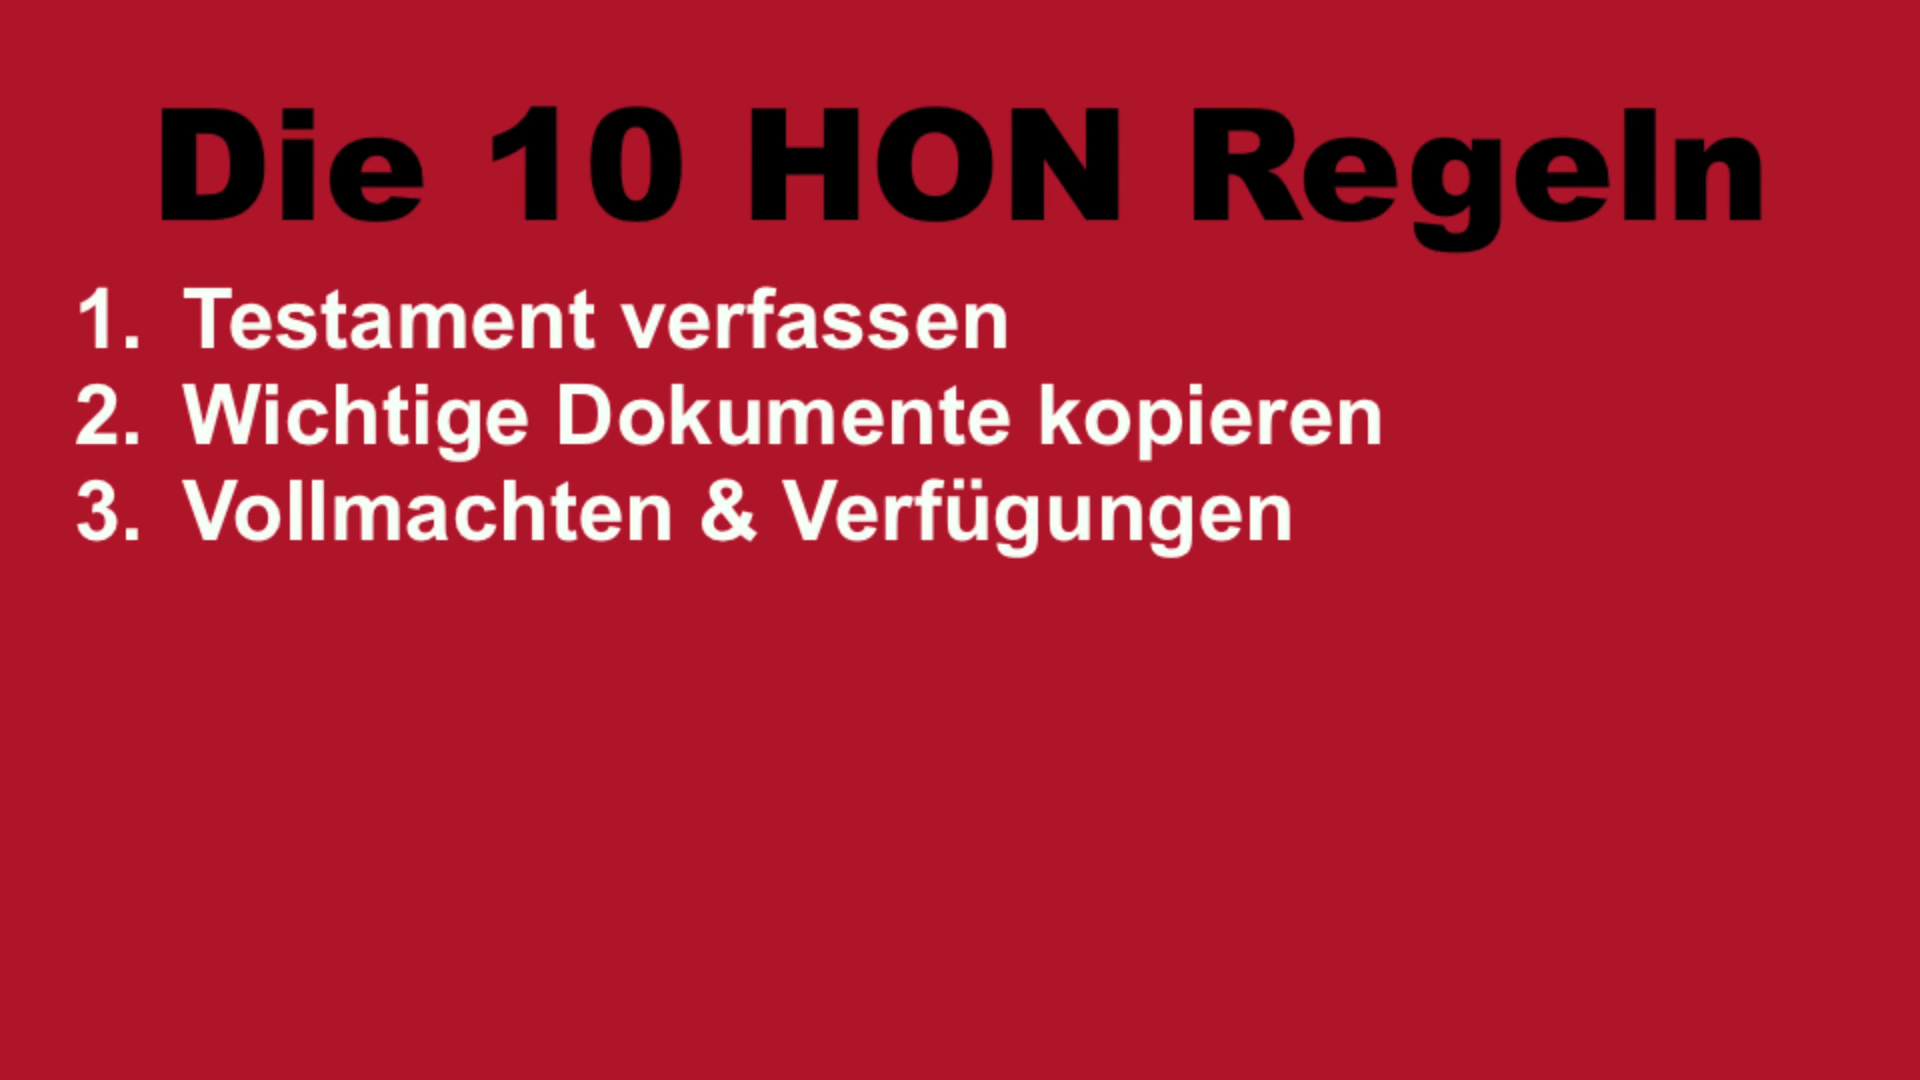 Die 10 HON Regeln
1. Testament verfassen
2. Wichtige Dokumente kopieren
3. Vollmachten & Verfügungen